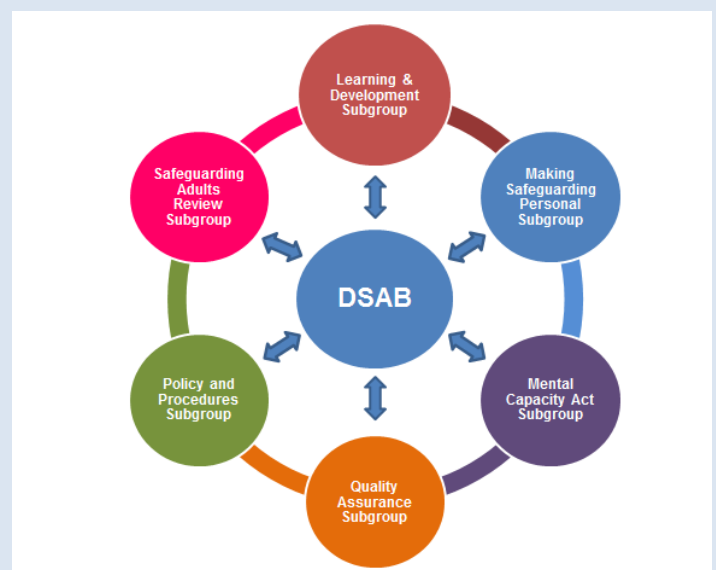 Learning &
Development
Subgroup
Safeguarding
Adults
Review
Subgroup
Making
Safeguarding
Personal
Subgroup
DSAB
Policy and
Procedures
Subgroup
Mental
Capacity Act
Subgroup
Quality
Assurance
Subgroup